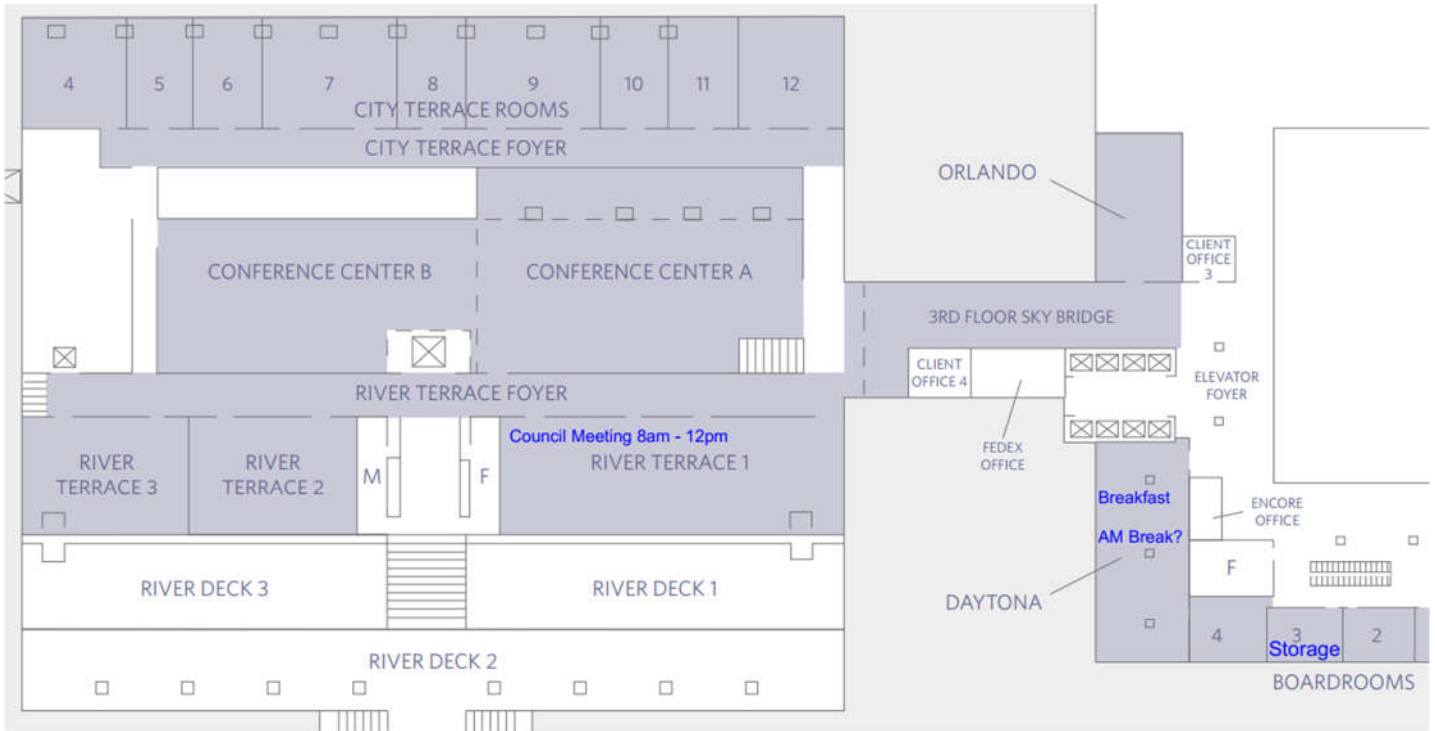 4 5 6 7 8 9 10 11 12
CITY TERRACE ROOMS
CITY TERRACE FOYER
ORLANDO
CLIENT
OFFICE
3
CONFERENCE CENTER B
CONFERENCE CENTER A
3RD FLOOR SKY BRIDGE
CLIENT
OFFICE 4
ELEVATOR
FOYER
RIVER TERRACE FOYER
Council Meeting 8am - 12pm
RIVER
TERRACE 3
RIVER
TERRACE 2
M
F
RIVER TERRACE 1
FEDEX
OFFICE
Breakfast
AM Break?
ENCORE
OFFICE
F
RIVER DECK 3
RIVER DECK 1
DAYTONA
4 3 2
Storage
RIVER DECK 2
BOARDROOMS